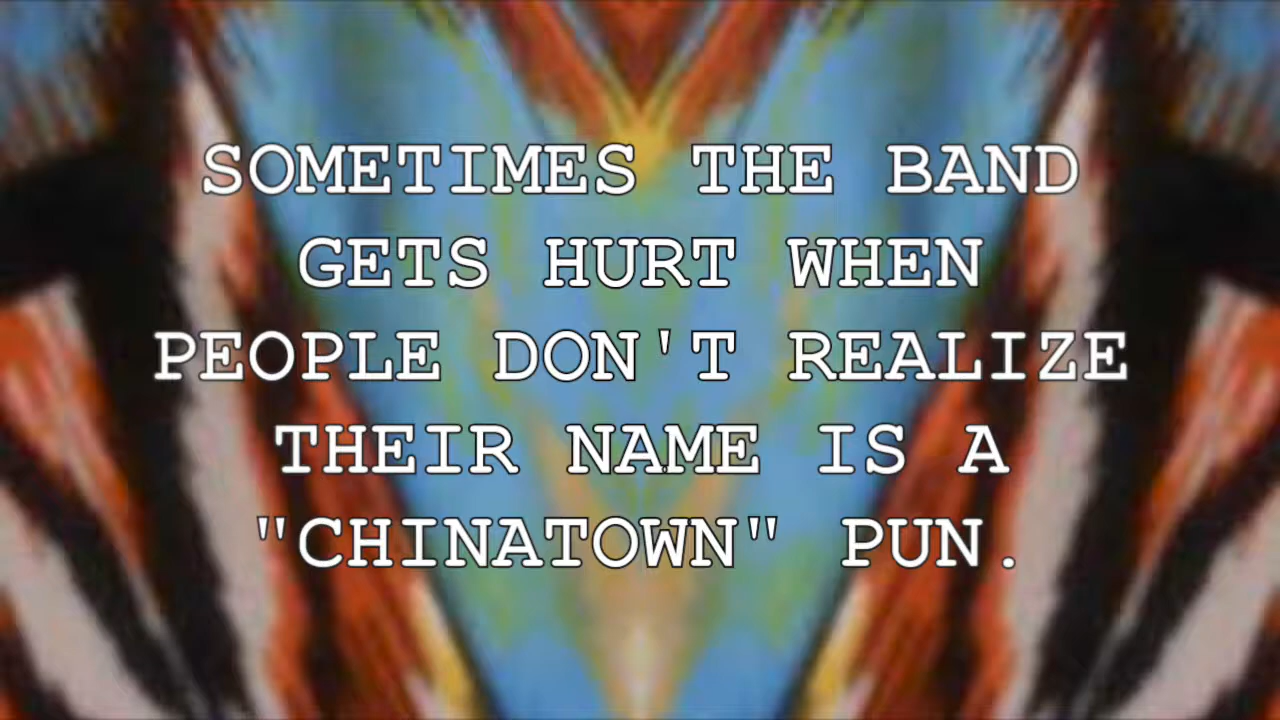 SOMETIMES THE BAND
GETS HURT WHEN
PEOPLE DON'T REALIZE
THEIR NAME IS A
"CHINATOWN" PUN.